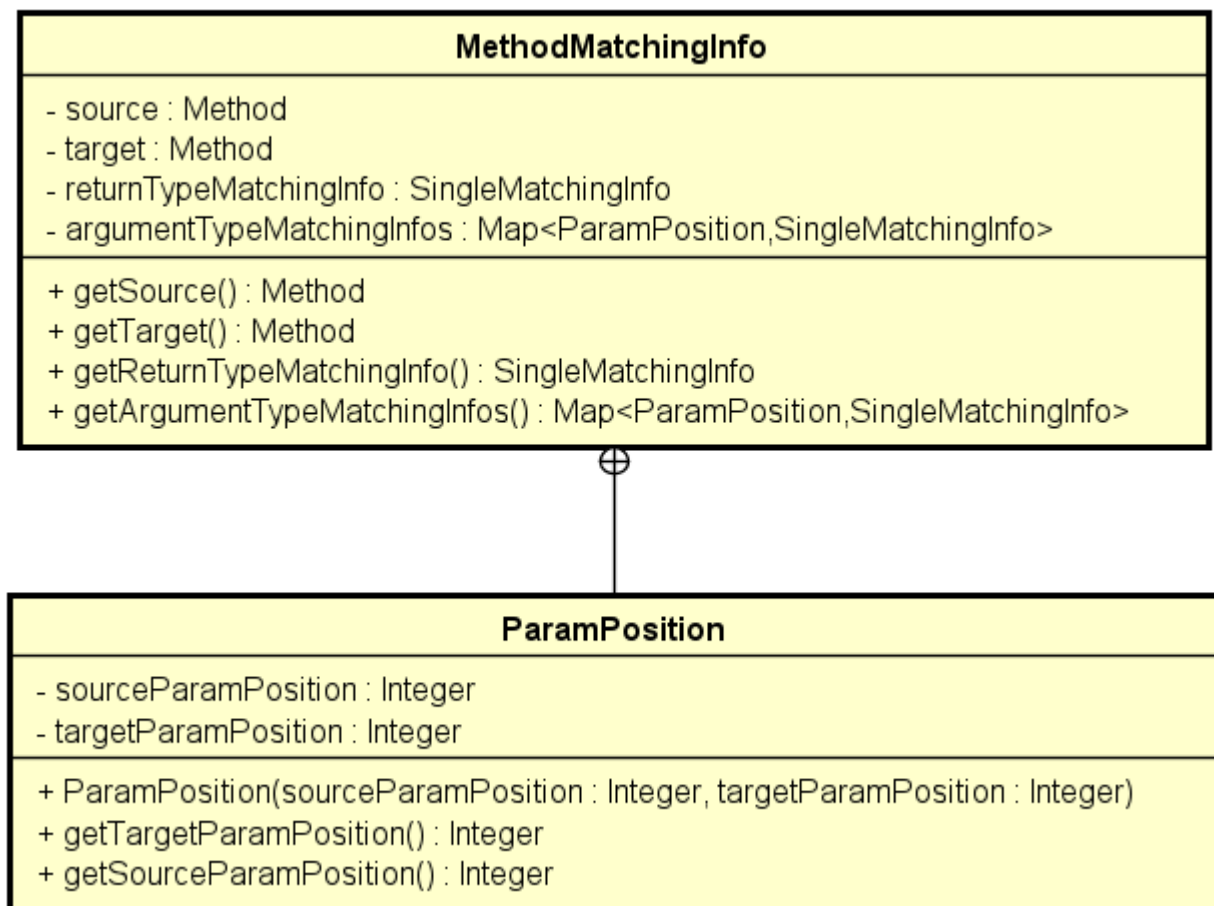 MethodMatchingInfo
- source : Method
- target : Method
- returnTypeMatchingInfo : SingleMatchingInfo
- argumentTypeMatchingInfos : Map<ParamPosition,SingleMatchingInfo>
+ getSource() : Method
+ getTarget() : Method
+ getReturnTypeMatchingInfo() : SingleMatchingInfo
+ getArgumentTypeMatchingInfos() : Map<ParamPosition,SingleMatchingInfo>
ParamPosition
- sourceParamPosition : Integer
- targetParamPosition : Integer
+ ParamPosition(sourceParamPosition : Integer, targetParamPosition : Integer)
+ getTargetParamPosition() : Integer
+ getSourceParamPosition() : Integer